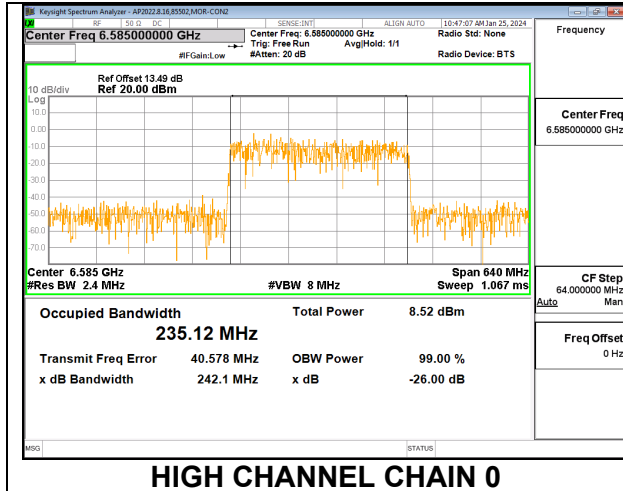 Keysight Spectrum Analyzer - AP2022.8.16,85502,MOR-CON2
RF 50 Ω DC SENSE:INT ALIGN AUTO 10:47:07 AM Jan 25, 2024
Center Freq 6.585000000 GHz
Center Freq: 6.585000000 GHz
Radio Std: None
Trig: Free Run Avg|Hold: 1/1
#IFGain:Low #Atten: 20 dB Radio Device: BTS
Frequency
Ref Offset 13.49 dB
10 dB/div Ref 20.00 dBm
Log
10.0
0.00
-10.0
-20.0
-30.0
-40.0
-50.0
-60.0
-70.0
Center 6.585 GHz Span 640 MHz
#Res BW 2.4 MHz #VBW 8 MHz Sweep 1.067 ms
Occupied Bandwidth Total Power 8.52 dBm
235.12 MHz
Transmit Freq Error 40.578 MHz OBW Power 99.00 %
x dB Bandwidth 242.1 MHz x dB -26.00 dB
Center Freq
6.585000000 GHz
CF Step
64.000000 MHz
Auto Man
Freq Offset
0 Hz
MSG STATUS
HIGH CHANNEL CHAIN 0